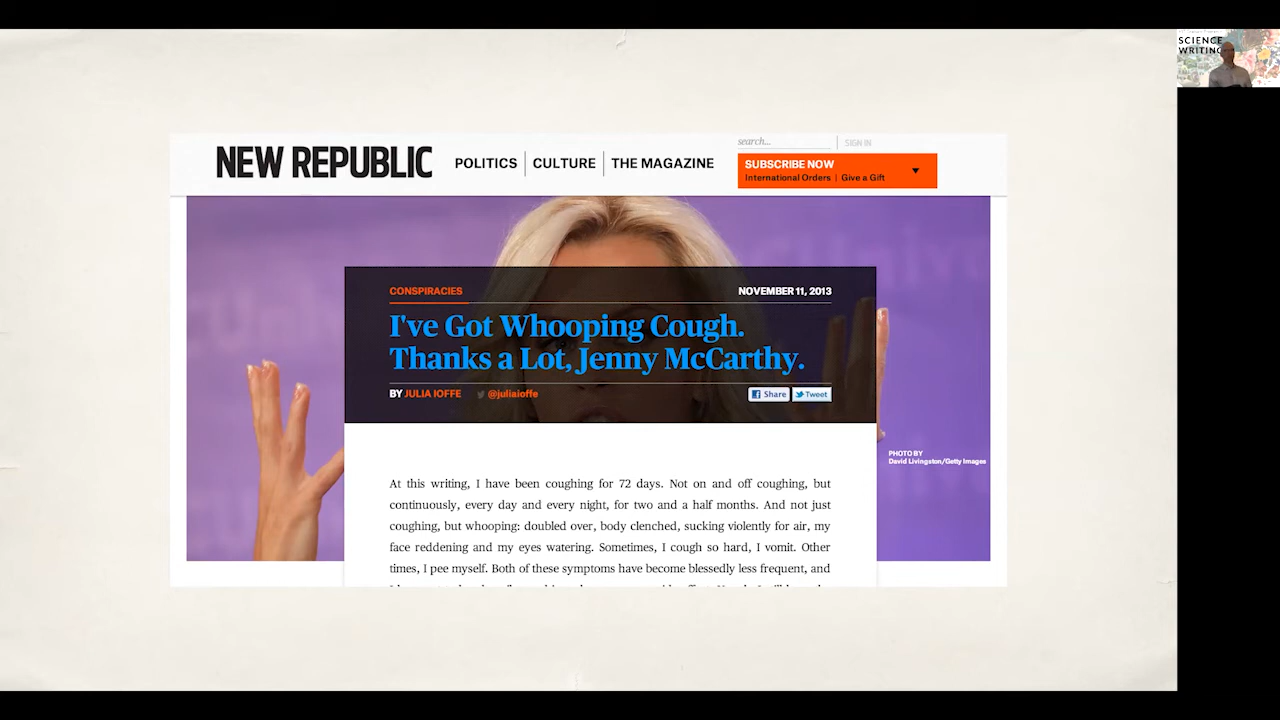 SCIENCE
WRITING
NEW REPUBLIC
POLITICS
CULTURE
THE MAGAZINE
search...
SIGN IN
SUBSCRIBE NOW
International Orders | Give a Gift
CONSPIRACIES
NOVEMBER 11, 2013
I've Got Whooping Cough.
Thanks a Lot, Jenny McCarthy.
BY JULIA IOFFE
@juliaioffe
Share
Tweet
PHOTO BY
David Livingston/Getty Images
At this writing, I have been coughing for 72 days. Not on and off coughing, but
continuously, every day and every night, for two and a half months. And not just
coughing, but whooping: doubled over, body clenched, sucking violently for air, my
face reddening and my eyes watering. Sometimes, I cough so hard, I vomit. Other
times, I pee myself. Both of these symptoms have become blessedly less frequent, and